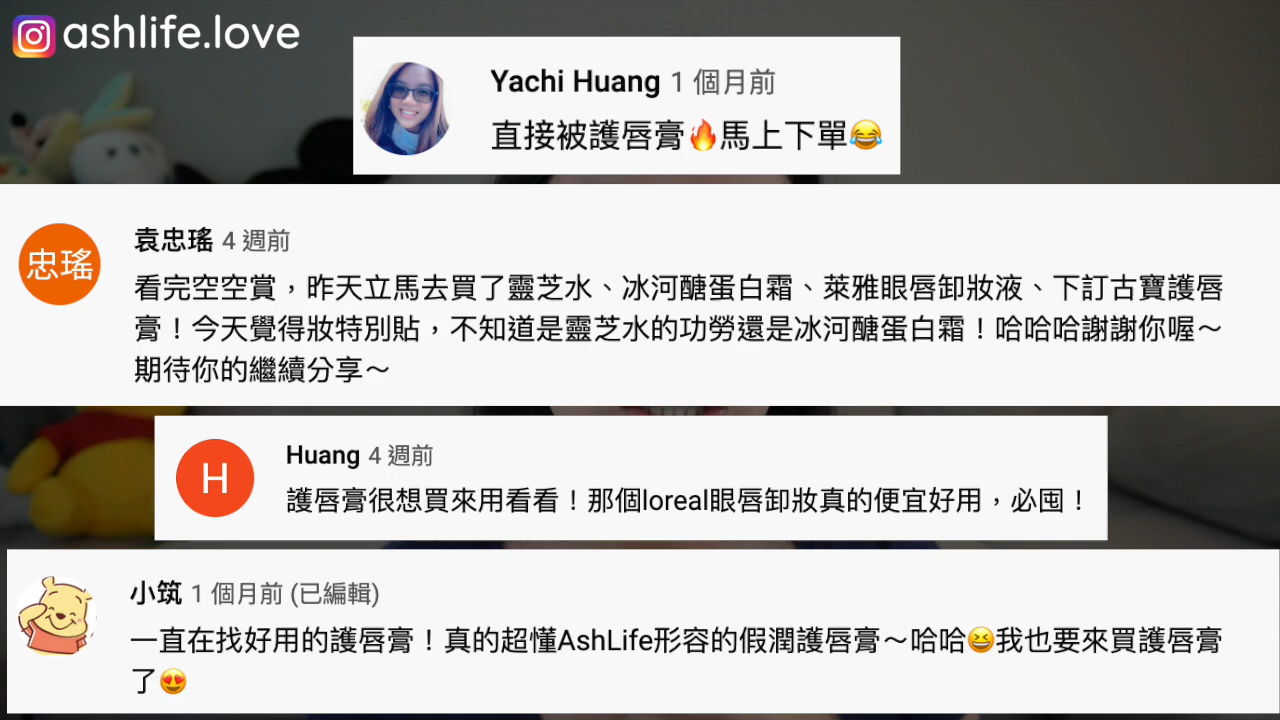 ashlife.love
Yachi Huang 1 個月前
直接被護唇膏🔥馬上下單😂
忠瑤
袁忠瑤 4 週前
看完空空賞，昨天立馬去買了靈芝水、冰河醣蛋白霜、萊雅眼唇卸妝液、下訂古寶護唇
膏！今天覺得妝特別貼，不知道是靈芝水的功勞還是冰河醣蛋白霜！哈哈哈謝謝你喔～
期待你的繼續分享～
H
Huang 4 週前
護唇膏很想買來用看看！那個loreal眼唇卸妝真的便宜好用，必囤！
小筑 1 個月前 (已編輯)
一直在找好用的護唇膏！真的超懂AshLife形容的假潤護唇膏～哈哈😆我也要來買護唇膏
了😍